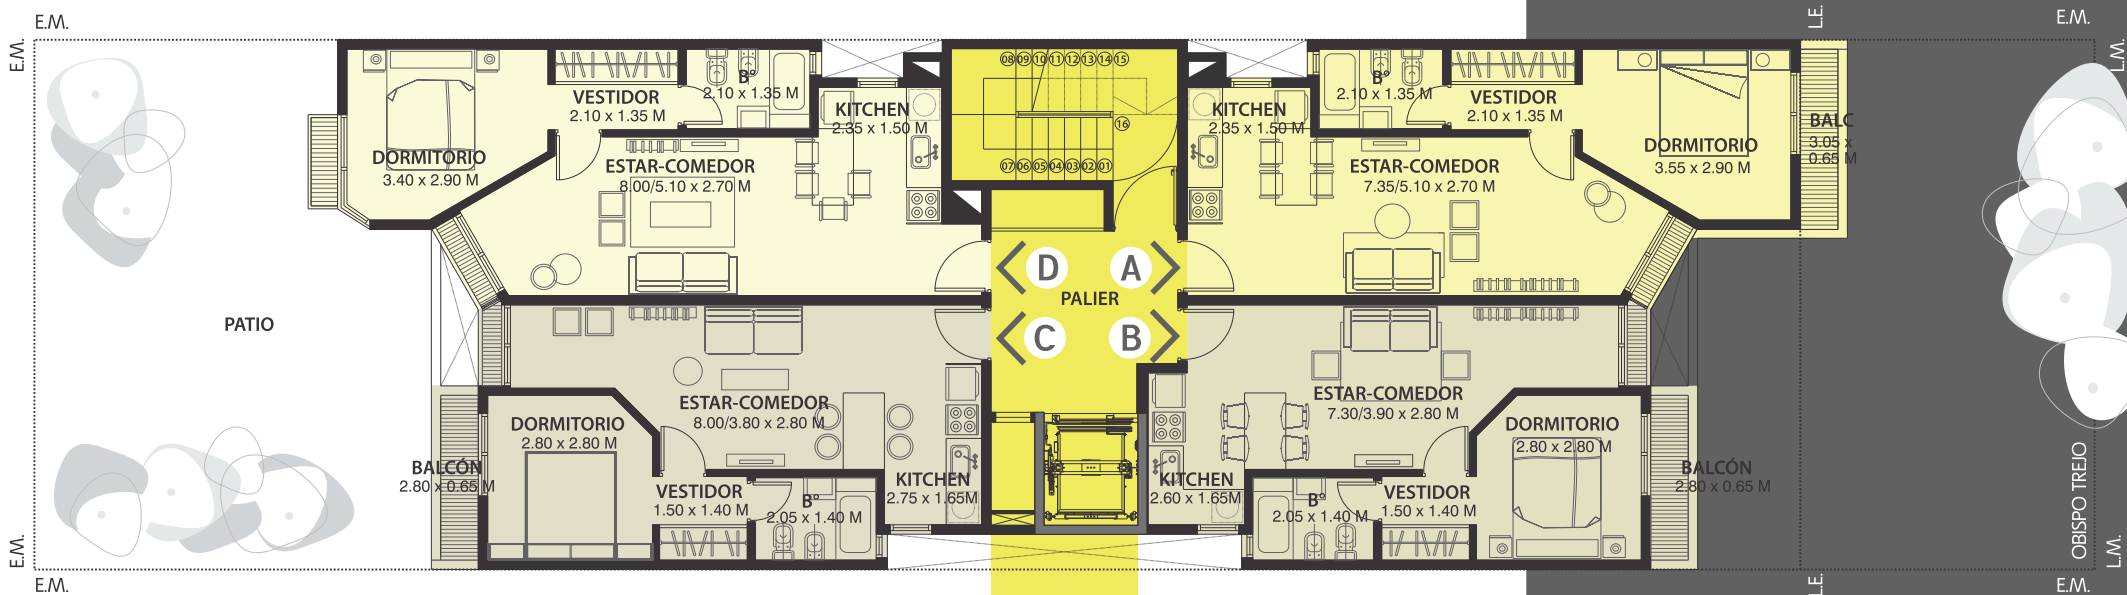 E.M.
E.M.
L.E.
E.M.
L.M.
08 09 10 11 12 13 14 15
16
07 06 05 04 03 02 01
DORMITORIO
3.40 x 2.90 M
VESTIDOR
2.10 x 1.35 M
B°
2.10 x 1.35 M
KITCHEN
2.35 x 1.50 M
ESTAR-COMEDOR
8.00/5.10 x 2.70 M
KITCHEN
2.35 x 1.50 M
B°
2.10 x 1.35 M
VESTIDOR
2.10 x 1.35 M
ESTAR-COMEDOR
7.35/5.10 x 2.70 M
DORMITORIO
3.55 x 2.90 M
BALC
3.05 x
0.65 M
D
A
PALIER
C
B
PATIO
ESTAR-COMEDOR
8.00/3.80 x 2.80 M
DORMITORIO
2.80 x 2.80 M
BALCÓN
2.80 x 0.65 M
VESTIDOR
1.50 x 1.40 M
B°
2.05 x 1.40 M
KITCHEN
2.75 x 1.65M
KITCHEN
2.60 x 1.65M
ESTAR-COMEDOR
7.30/3.90 x 2.80 M
B°
2.05 x 1.40 M
VESTIDOR
1.50 x 1.40 M
DORMITORIO
2.80 x 2.80 M
BALCÓN
2.80 x 0.65 M
OBISPO TREJO
E.M.
E.M.
L.E.
E.M.
L.M.